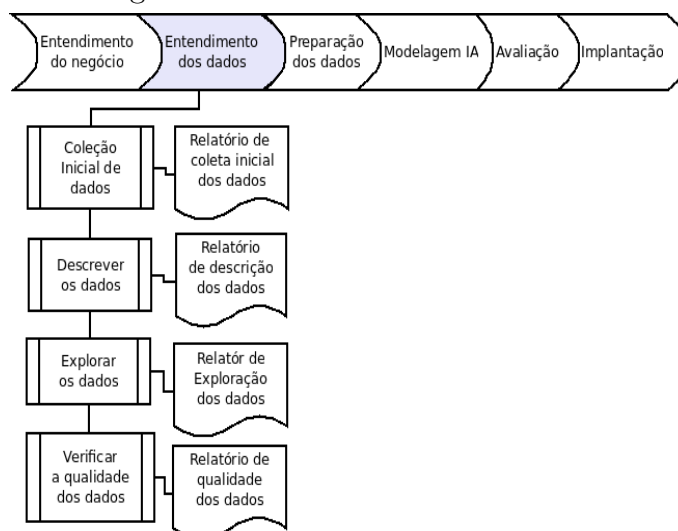 Entendimento
do negócio
Entendimento
dos dados
Preparação
dos dados
Modelagem IA
Avaliação
Implantação
Coleção
Inicial de
dados
Relatório de
coleta inicial
dos dados
Descrever
os dados
Relatório
de descrição
dos dados
Explorar
os dados
Relatór de
Exploração
dos dados
Verificar
a qualidade
dos dados
Relatório de
qualidade
dos dados